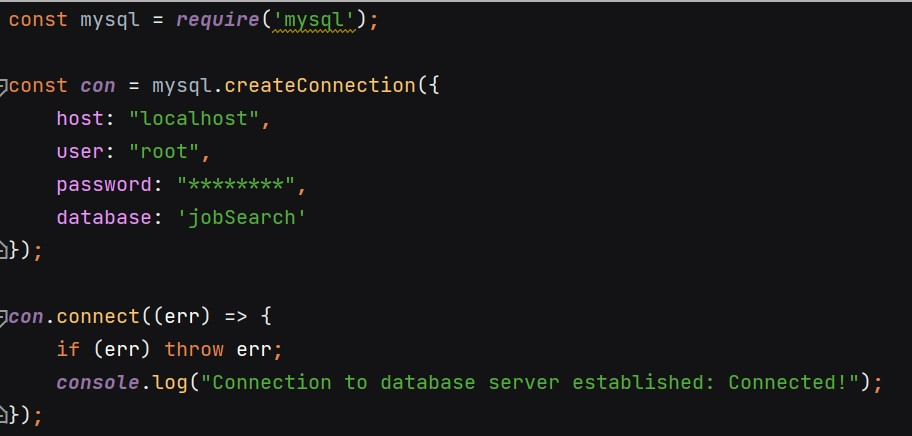 const mysql = require('mysql');
const con = mysql.createConnection({
    host: "localhost",
    user: "root",
    password: "********",
    database: 'jobSearch'
});
con.connect((err) => {
    if (err) throw err;
    console.log("Connection to database server established: Connected!");
});